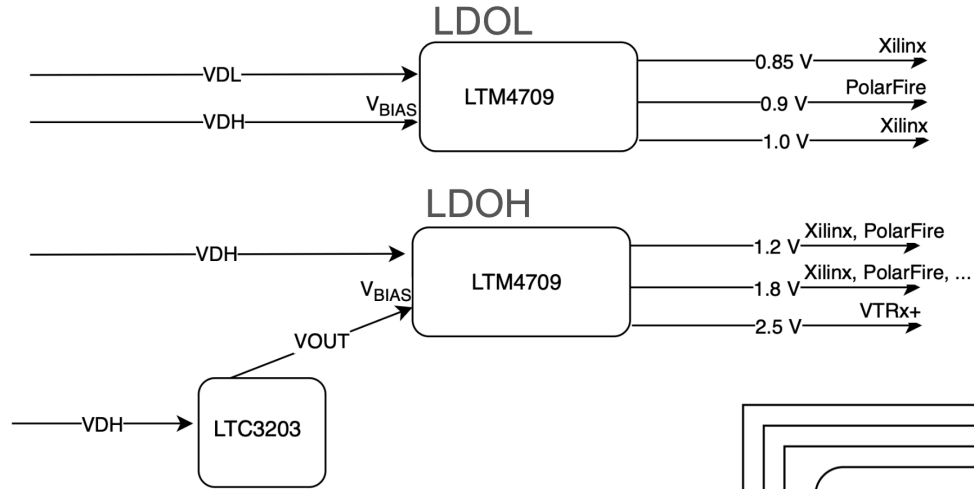 LDOL
VDL
VDH
VBIAS
LTM4709
0.85 V
Xilinx
0.9 V
PolarFire
1.0 V
Xilinx
LDOH
VDH
VBIAS
LTM4709
1.2 V
Xilinx, PolarFire
1.8 V
Xilinx, PolarFire, ...
2.5 V
VTRx+
VOUT
VDH
LTC3203